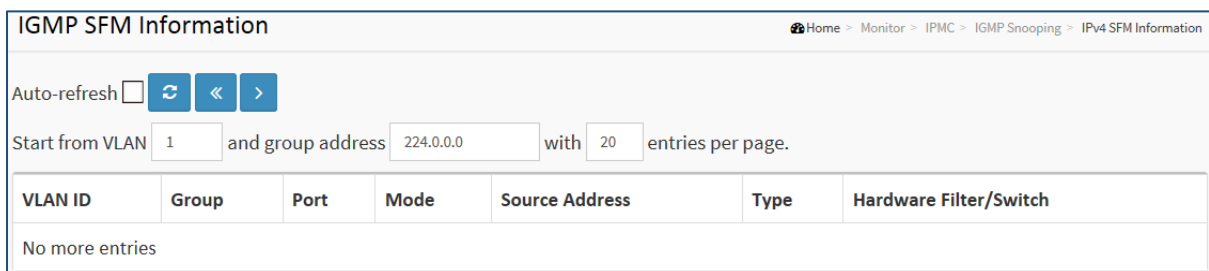 IGMP SFM Information
Home > Monitor > IPMC > IGMP Snooping > IPv4 SFM Information
Auto-refresh
Start from VLAN 1 and group address 224.0.0.0 with 20 entries per page.
VLAN ID Group Port Mode Source Address Type Hardware Filter/Switch
No more entries